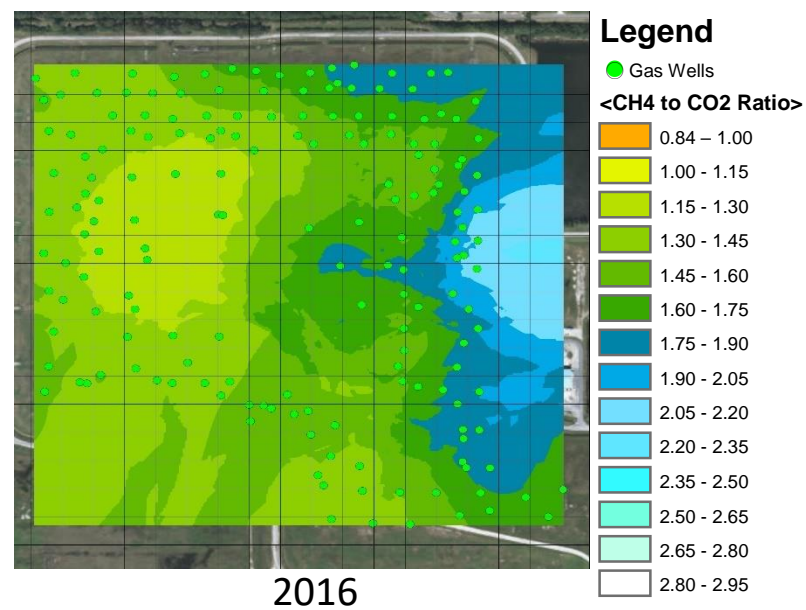 Legend
Gas Wells
<CH4 to CO2 Ratio>
0.84 – 1.00
1.00 - 1.15
1.15 - 1.30
1.30 - 1.45
1.45 - 1.60
1.60 - 1.75
1.75 - 1.90
1.90 - 2.05
2.05 - 2.20
2.20 - 2.35
2.35 - 2.50
2.50 - 2.65
2.65 - 2.80
2.80 - 2.95
2016